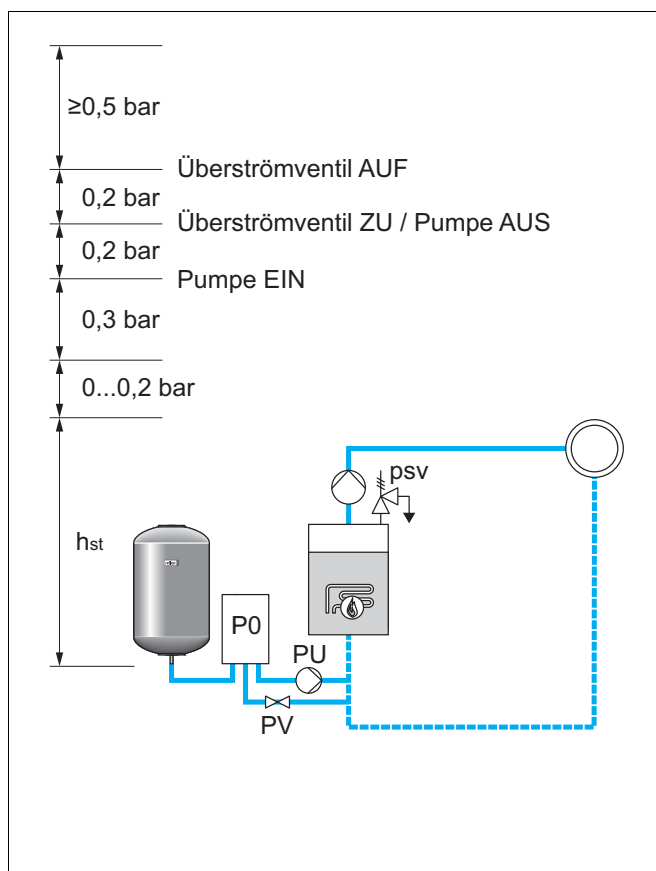 ≥0,5 bar
Überströmventil AUF
0,2 bar
Überströmventil ZU / Pumpe AUS
0,2 bar
Pumpe EIN
0,3 bar
0...0,2 bar
psv
hst
P0
PU
PV